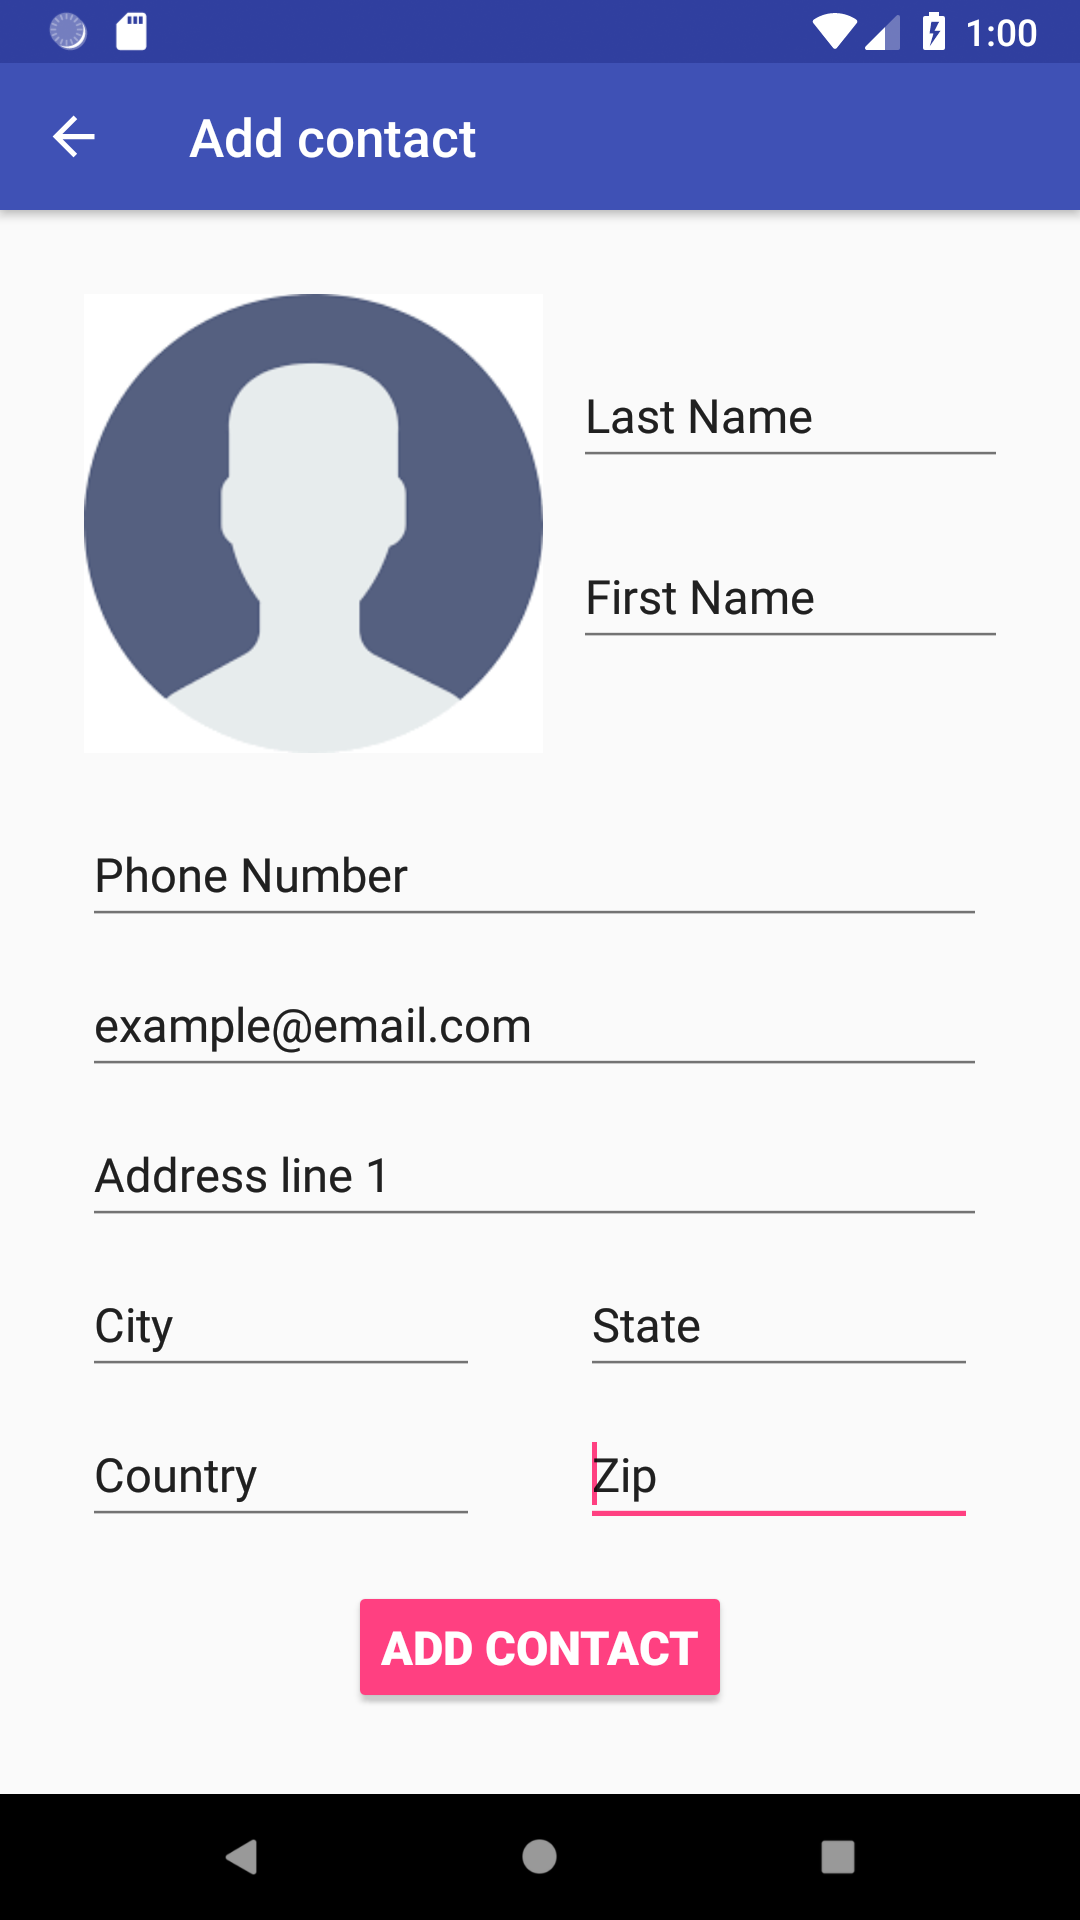 1:00
Add contact
Last Name
First Name
Phone Number
example@email.com
Address line 1
City
State
Country
Zip
ADD CONTACT